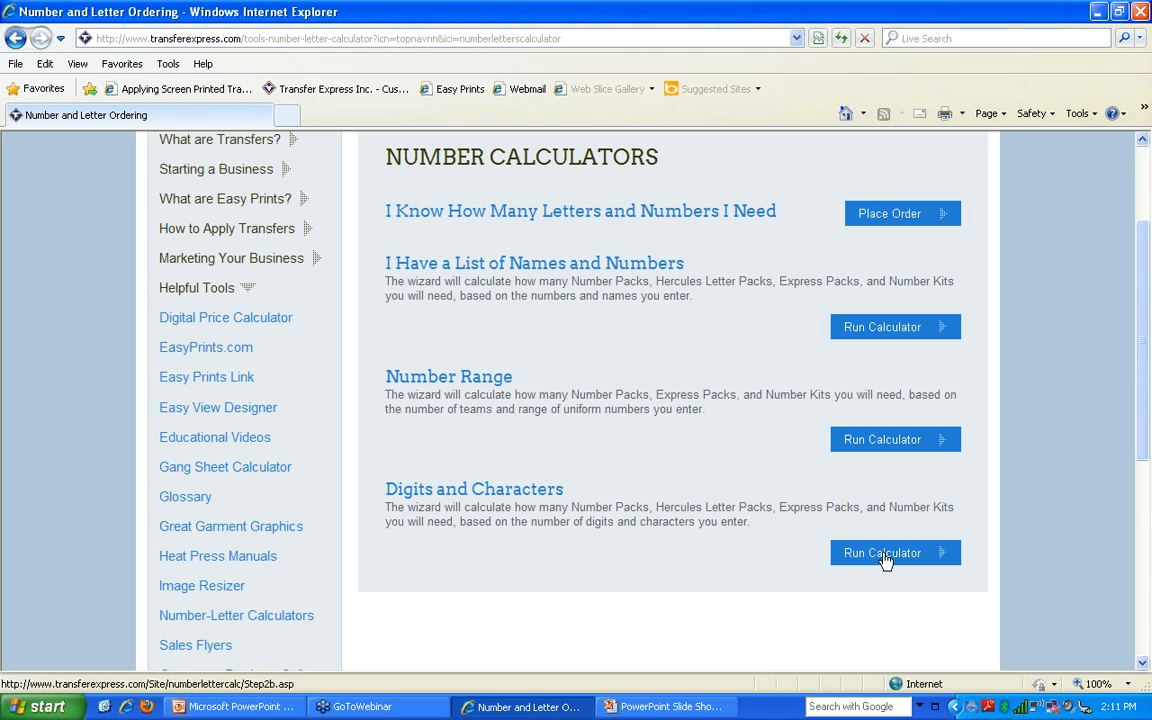 Number and Letter Ordering - Windows Internet Explorer
http://www.transferexpress.com/tools-number-letter-calculator?icn=topnavnn&ici=numberletterscalculator
Live Search
File Edit View Favorites Tools Help
Favorites Applying Screen Printed Tra... Transfer Express Inc. - Cus... Easy Prints Webmail Web Slice Gallery Suggested Sites
Number and Letter Ordering
Page Safety Tools
What are Transfers?
Starting a Business
What are Easy Prints?
How to Apply Transfers
Marketing Your Business
Helpful Tools
Digital Price Calculator
EasyPrints.com
Easy Prints Link
Easy View Designer
Educational Videos
Gang Sheet Calculator
Glossary
Great Garment Graphics
Heat Press Manuals
Image Resizer
Number-Letter Calculators
Sales Flyers
NUMBER CALCULATORS
I Know How Many Letters and Numbers I Need
Place Order
I Have a List of Names and Numbers
The wizard will calculate how many Number Packs, Hercules Letter Packs, Express Packs, and Number Kits
you will need, based on the numbers and names you enter.
Run Calculator
Number Range
The wizard will calculate how many Number Packs, Express Packs, and Number Kits you will need, based on
the number of teams and range of uniform numbers you enter.
Run Calculator
Digits and Characters
The wizard will calculate how many Number Packs, Hercules Letter Packs, Express Packs, and Number Kits
you will need, based on the number of digits and characters you enter.
Run Calculator
http://www.transferexpress.com/Site/numberlettercalc/Step2b.asp
Internet
100%
start Microsoft PowerPoint ... GoToWebinar Number and Letter O... PowerPoint Slide Sho... Search with Google 2:11 PM